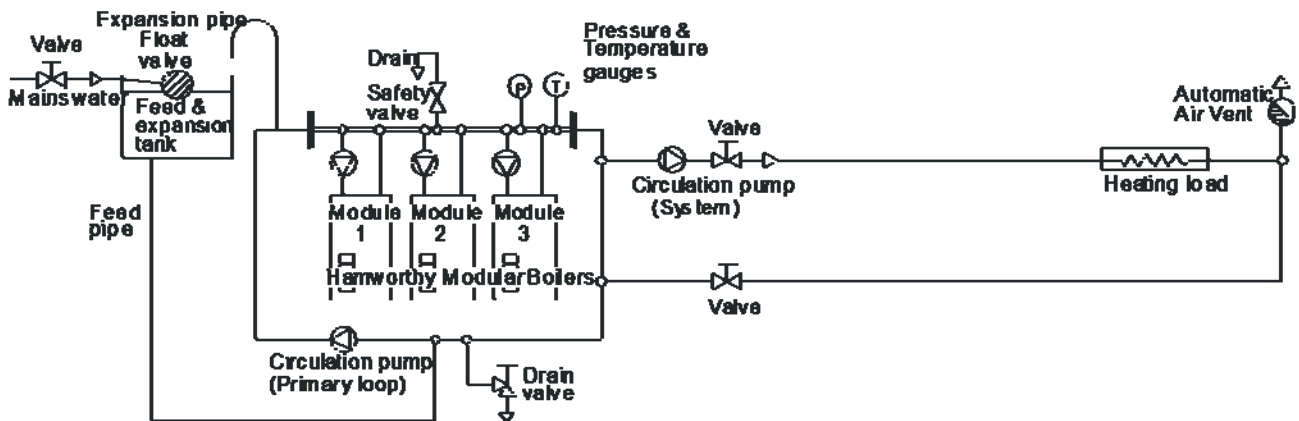 Expansion pipe
Valve
Float
valve
Mainswater
Feed &
expansion
tank
Feed
pipe
Drain
Safety
valve
P
T
Pressure &
Temperature
gauges
Module
1
Module
2
Module
3
Hamworthy Modular Boilers
Circulation pump
(Primary loop)
Drain
valve
Valve
Circulation pump
(System)
Valve
Heating load
Automatic
Air Vent